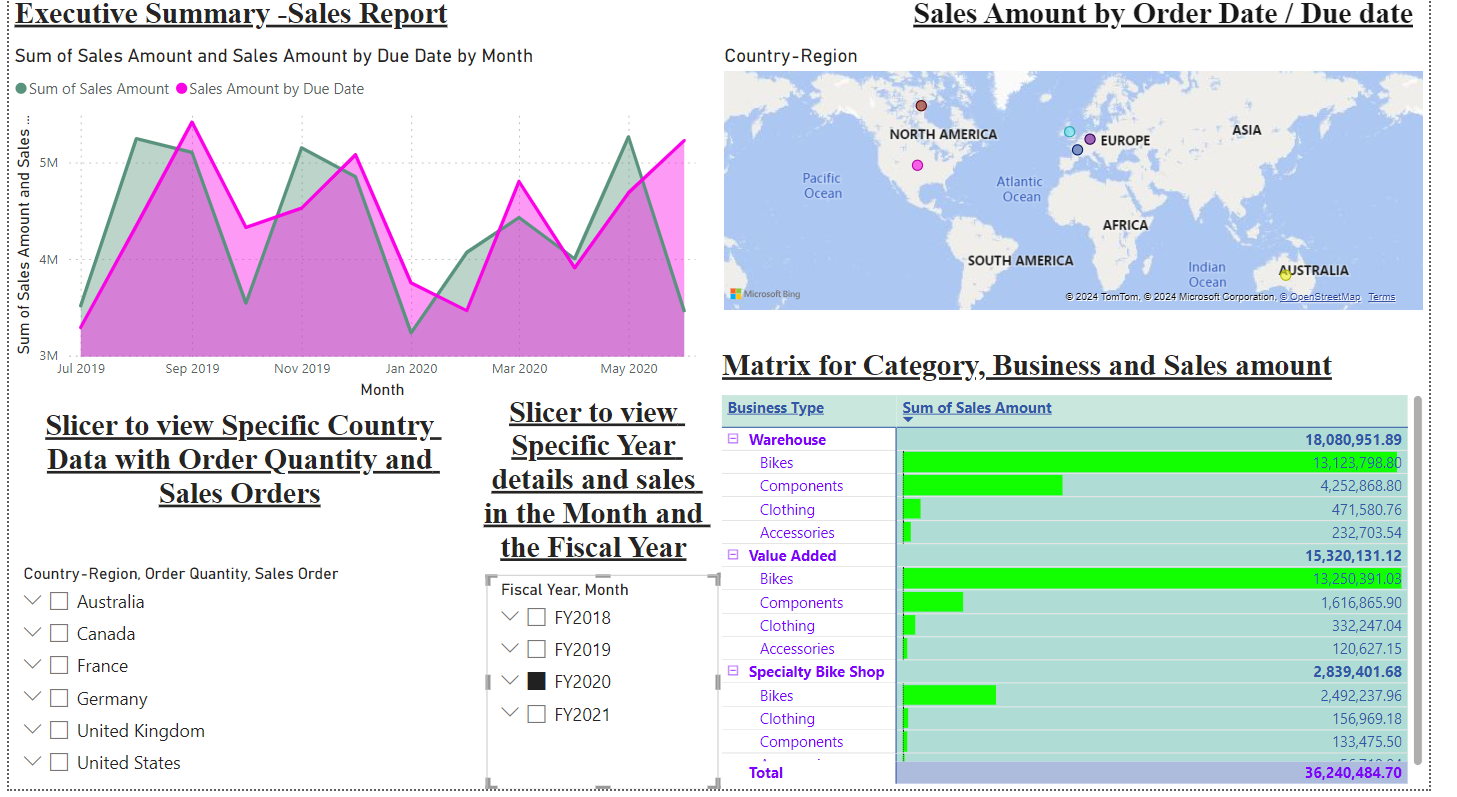 Executive Summary -Sales Report
Sales Amount by Order Date / Due date
Sum of Sales Amount and Sales Amount by Due Date by Month
Sum of Sales Amount
Sales Amount by Due Date
Sum of Sales Amount and Sales ...
5M
4M
3M
Jul 2019
Sep 2019
Nov 2019
Jan 2020
Mar 2020
May 2020
Month
Country-Region
NORTH AMERICA
EUROPE
ASIA
Pacific
Ocean
Atlantic
Ocean
AFRICA
SOUTH AMERICA
Indian
Ocean
AUSTRALIA
Microsoft Bing
© 2024 TomTom, © 2024 Microsoft Corporation, © OpenStreetMap Terms
Slicer to view Specific Country
Data with Order Quantity and
Sales Orders
Country-Region, Order Quantity, Sales Order
Australia
Canada
France
Germany
United Kingdom
United States
Slicer to view
Specific Year
details and sales
in the Month and
the Fiscal Year
Fiscal Year, Month
FY2018
FY2019
FY2020
FY2021
Matrix for Category, Business and Sales amount
Business Type Sum of Sales Amount
Warehouse 18,080,951.89
Bikes 13,123,798.80
Components 4,252,868.80
Clothing 471,580.76
Accessories 232,703.54
Value Added 15,320,131.12
Bikes 13,250,391.03
Components 1,616,865.90
Clothing 332,247.04
Accessories 120,627.15
Specialty Bike Shop 2,839,401.68
Bikes 2,492,237.96
Clothing 156,969.18
Components 133,475.50
Total 36,240,484.70